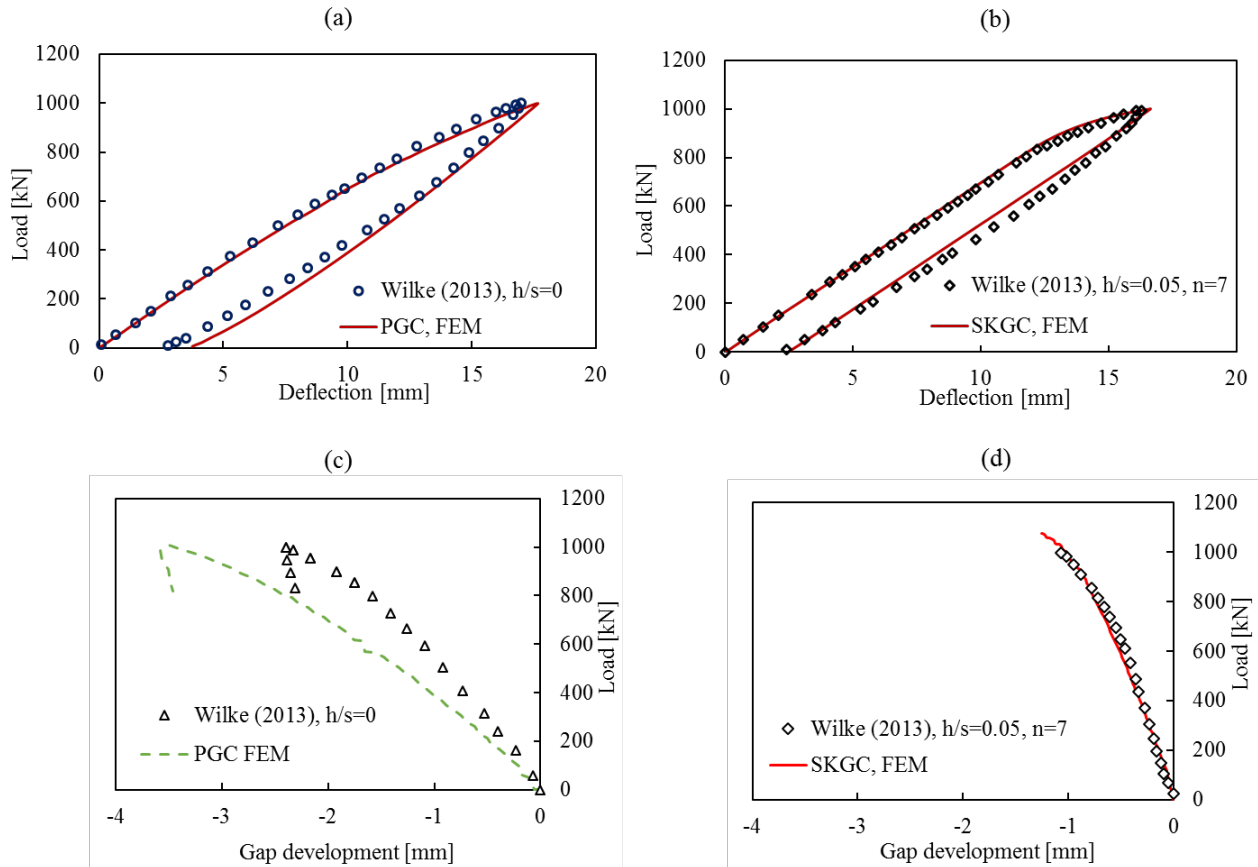 (a)
1200
1000
800
600
400
200
0
Load [kN]
Wilke (2013), h/s=0
PGC, FEM
0 5 10 15 20
Deflection [mm]
(b)
1200
1000
800
600
400
200
0
Load [kN]
Wilke (2013), h/s=0.05, n=7
SKGC, FEM
0 5 10 15 20
Deflection [mm]
(c)
1200
1000
800
600
400
200
0
Load [kN]
Wilke (2013), h/s=0
PGC FEM
-4 -3 -2 -1 0
Gap development [mm]
(d)
1200
1000
800
600
400
200
0
Load [kN]
Wilke (2013), h/s=0.05, n=7
SKGC, FEM
-4 -3 -2 -1 0
Gap development [mm]